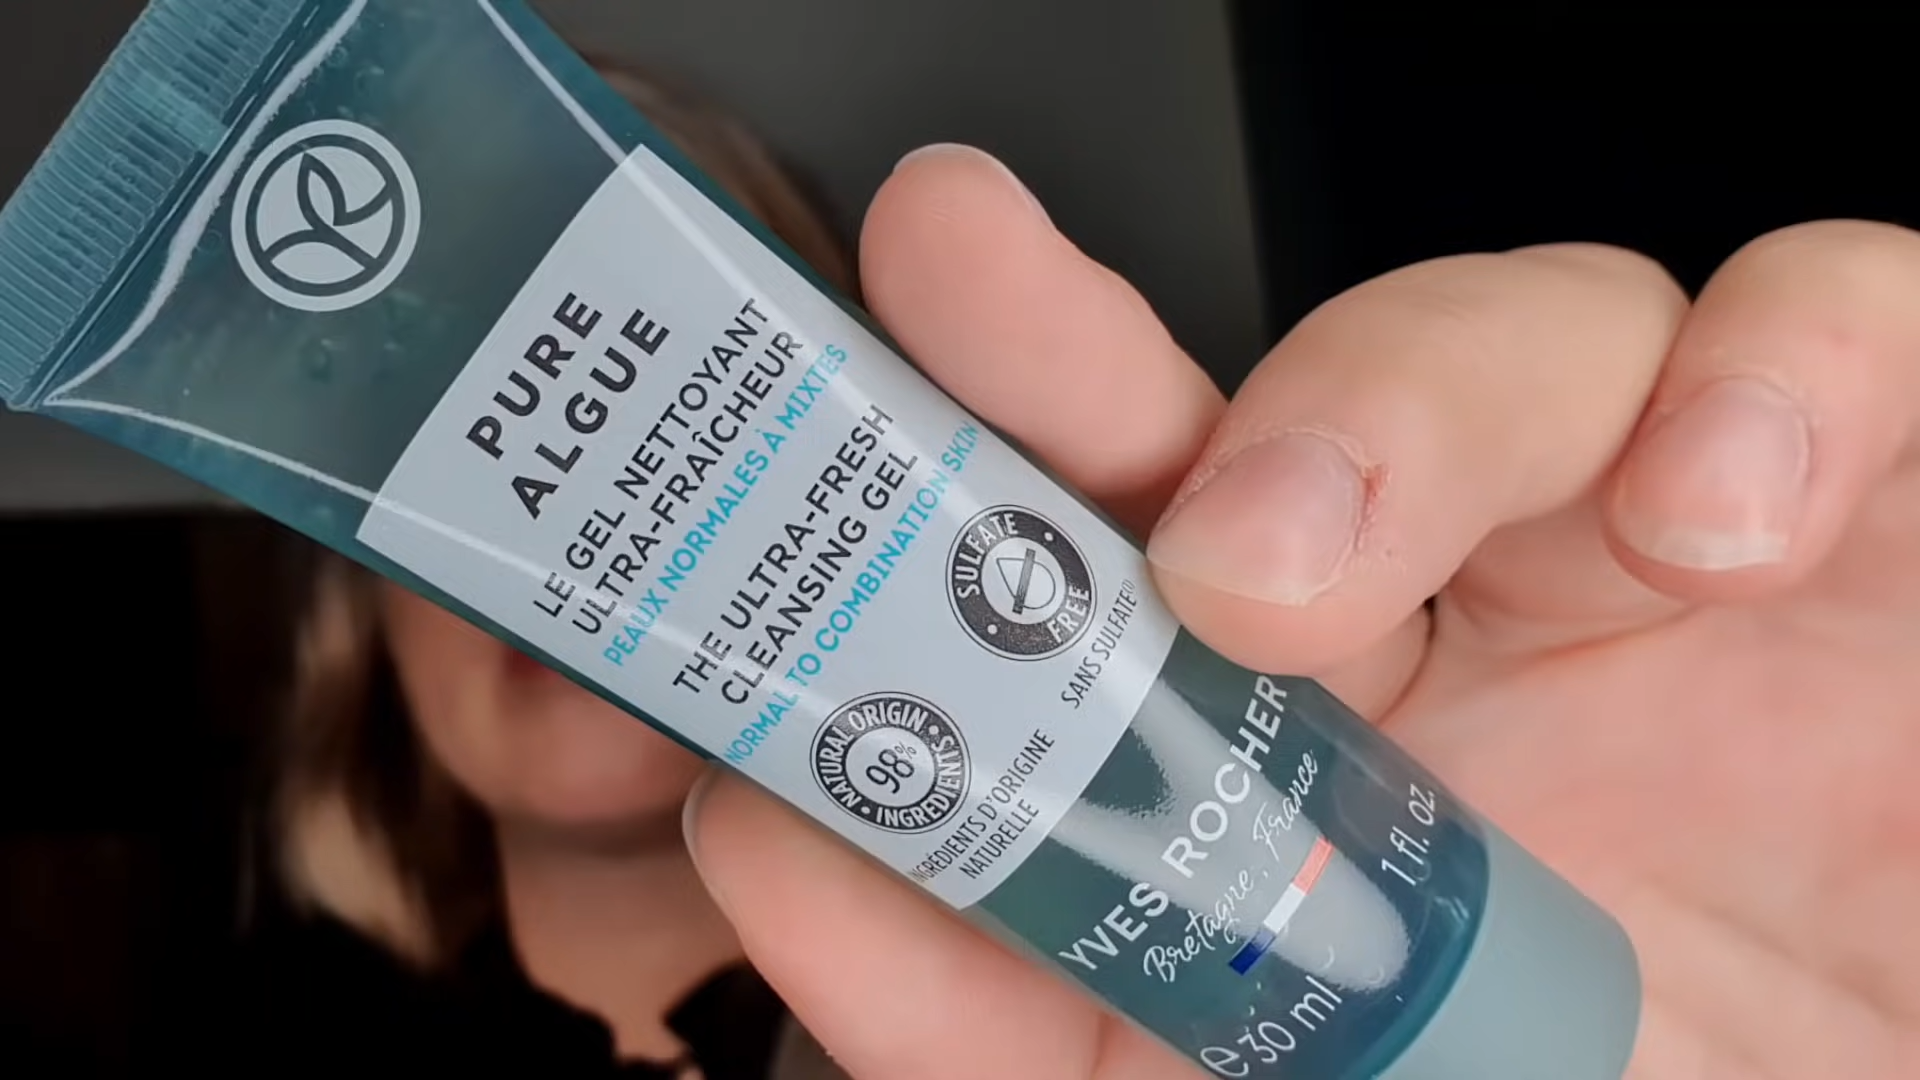 PURE
ALGUE
LE GEL NETTOYANT
ULTRA-FRAÎCHEUR
PEAUX NORMALES À MIXTES
THE ULTRA-FRESH
CLEANSING GEL
NORMAL TO COMBINATION SKIN
SULFATE
FREE
SANS SULFATE(1)
NATURAL ORIGIN
98%
INGREDIENTS
INGRÉDIENTS D'ORIGINE
NATURELLE
YVES ROCHER
Bretagne, France
e 30 ml 1 fl. oz.